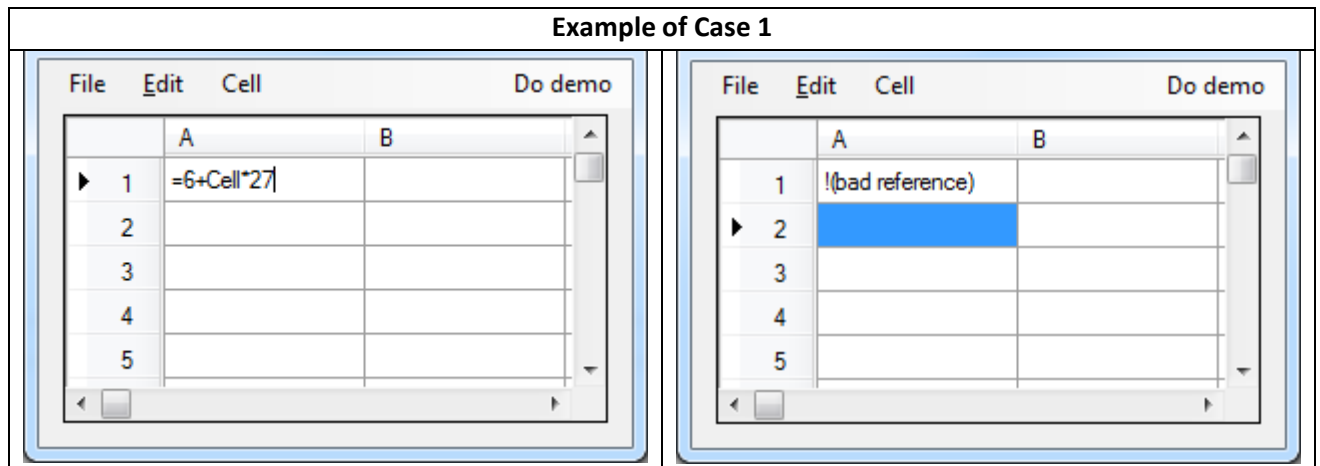 Example of Case 1
File Edit Cell Do demo
A B
1 =6+Cell*27
2
3
4
5
File Edit Cell Do demo
A B
1 !(bad reference)
2
3
4
5